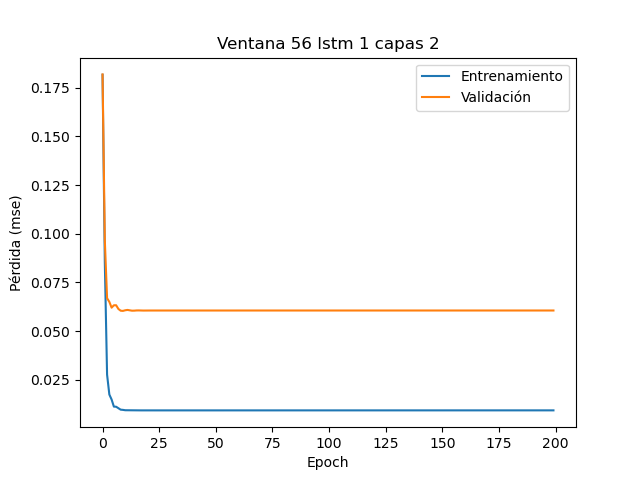 Ventana 56 lstm 1 capas 2
Entrenamiento
Validación
0.175
0.150
0.125
0.100
0.075
0.050
0.025
Pérdida (mse)
0 25 50 75 100 125 150 175 200
Epoch